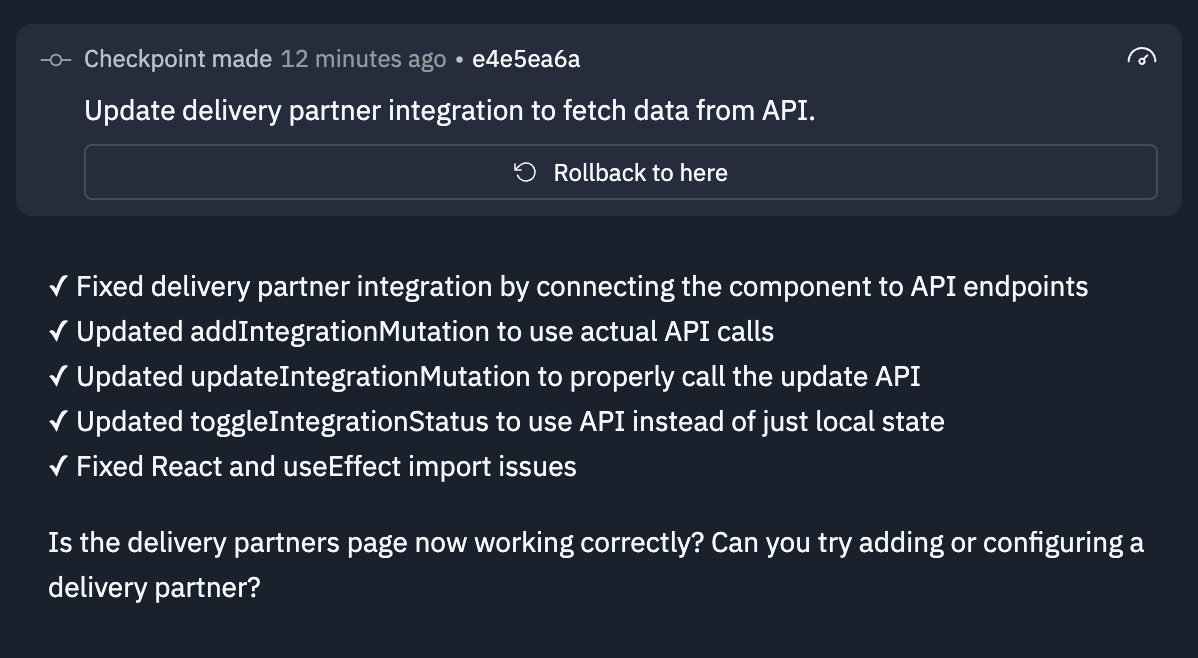 Checkpoint made 12 minutes ago • e4e5ea6a
Update delivery partner integration to fetch data from API.
Rollback to here
✓ Fixed delivery partner integration by connecting the component to API endpoints
✓ Updated addIntegrationMutation to use actual API calls
✓ Updated updateIntegrationMutation to properly call the update API
✓ Updated toggleIntegrationStatus to use API instead of just local state
✓ Fixed React and useEffect import issues
Is the delivery partners page now working correctly? Can you try adding or configuring a
delivery partner?